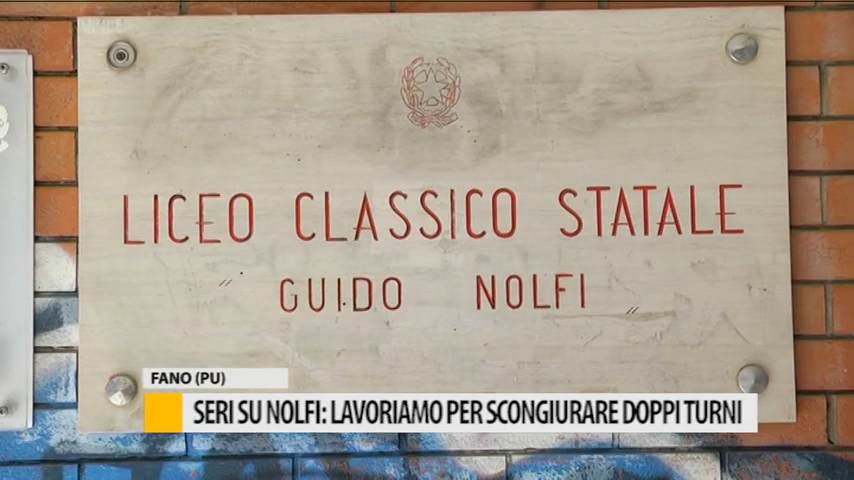 LICEO CLASSICO STATALE
" GUIDO NOLFI "
FANO (PU)
SERI SU NOLFI: LAVORIAMO PER SCONGIURARE DOPPI TURNI